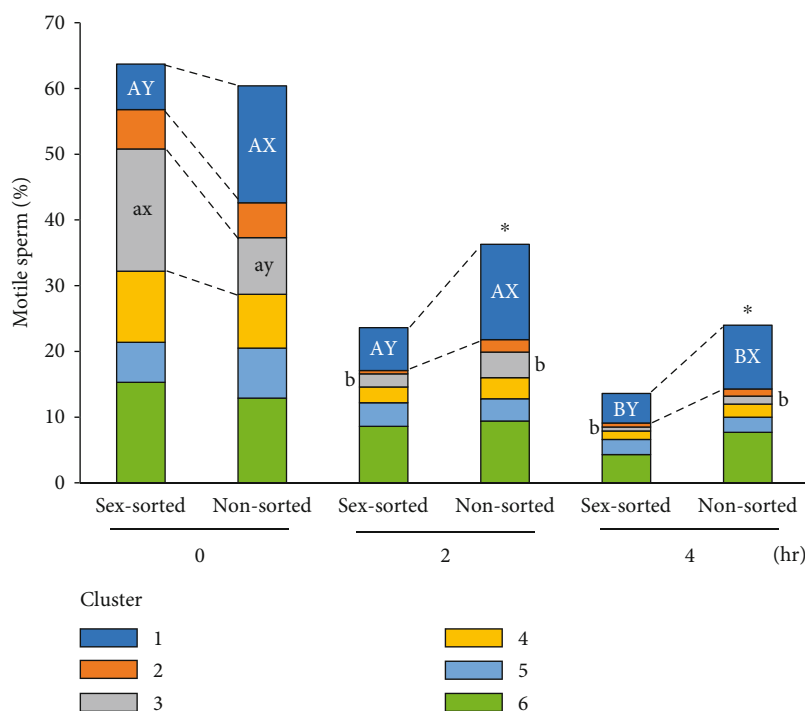 70
60
50
40
30
20
10
0
Motile sperm (%)
AY
ax
AX
ay
AY
b
*
AX
b
BY
b
*
BX
b
Sex-sorted Non-sorted Sex-sorted Non-sorted Sex-sorted Non-sorted
0 2 4 (hr)
Cluster
1 4
2 5
3 6